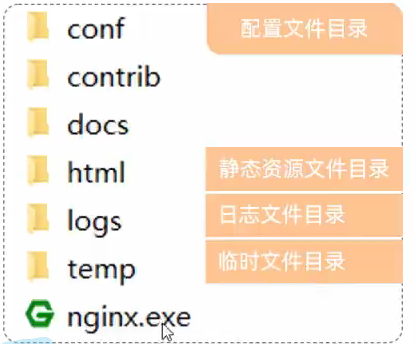 conf 配置文件目录
contrib
docs
html 静态资源文件目录
logs 日志文件目录
temp 临时文件目录
nginx.exe